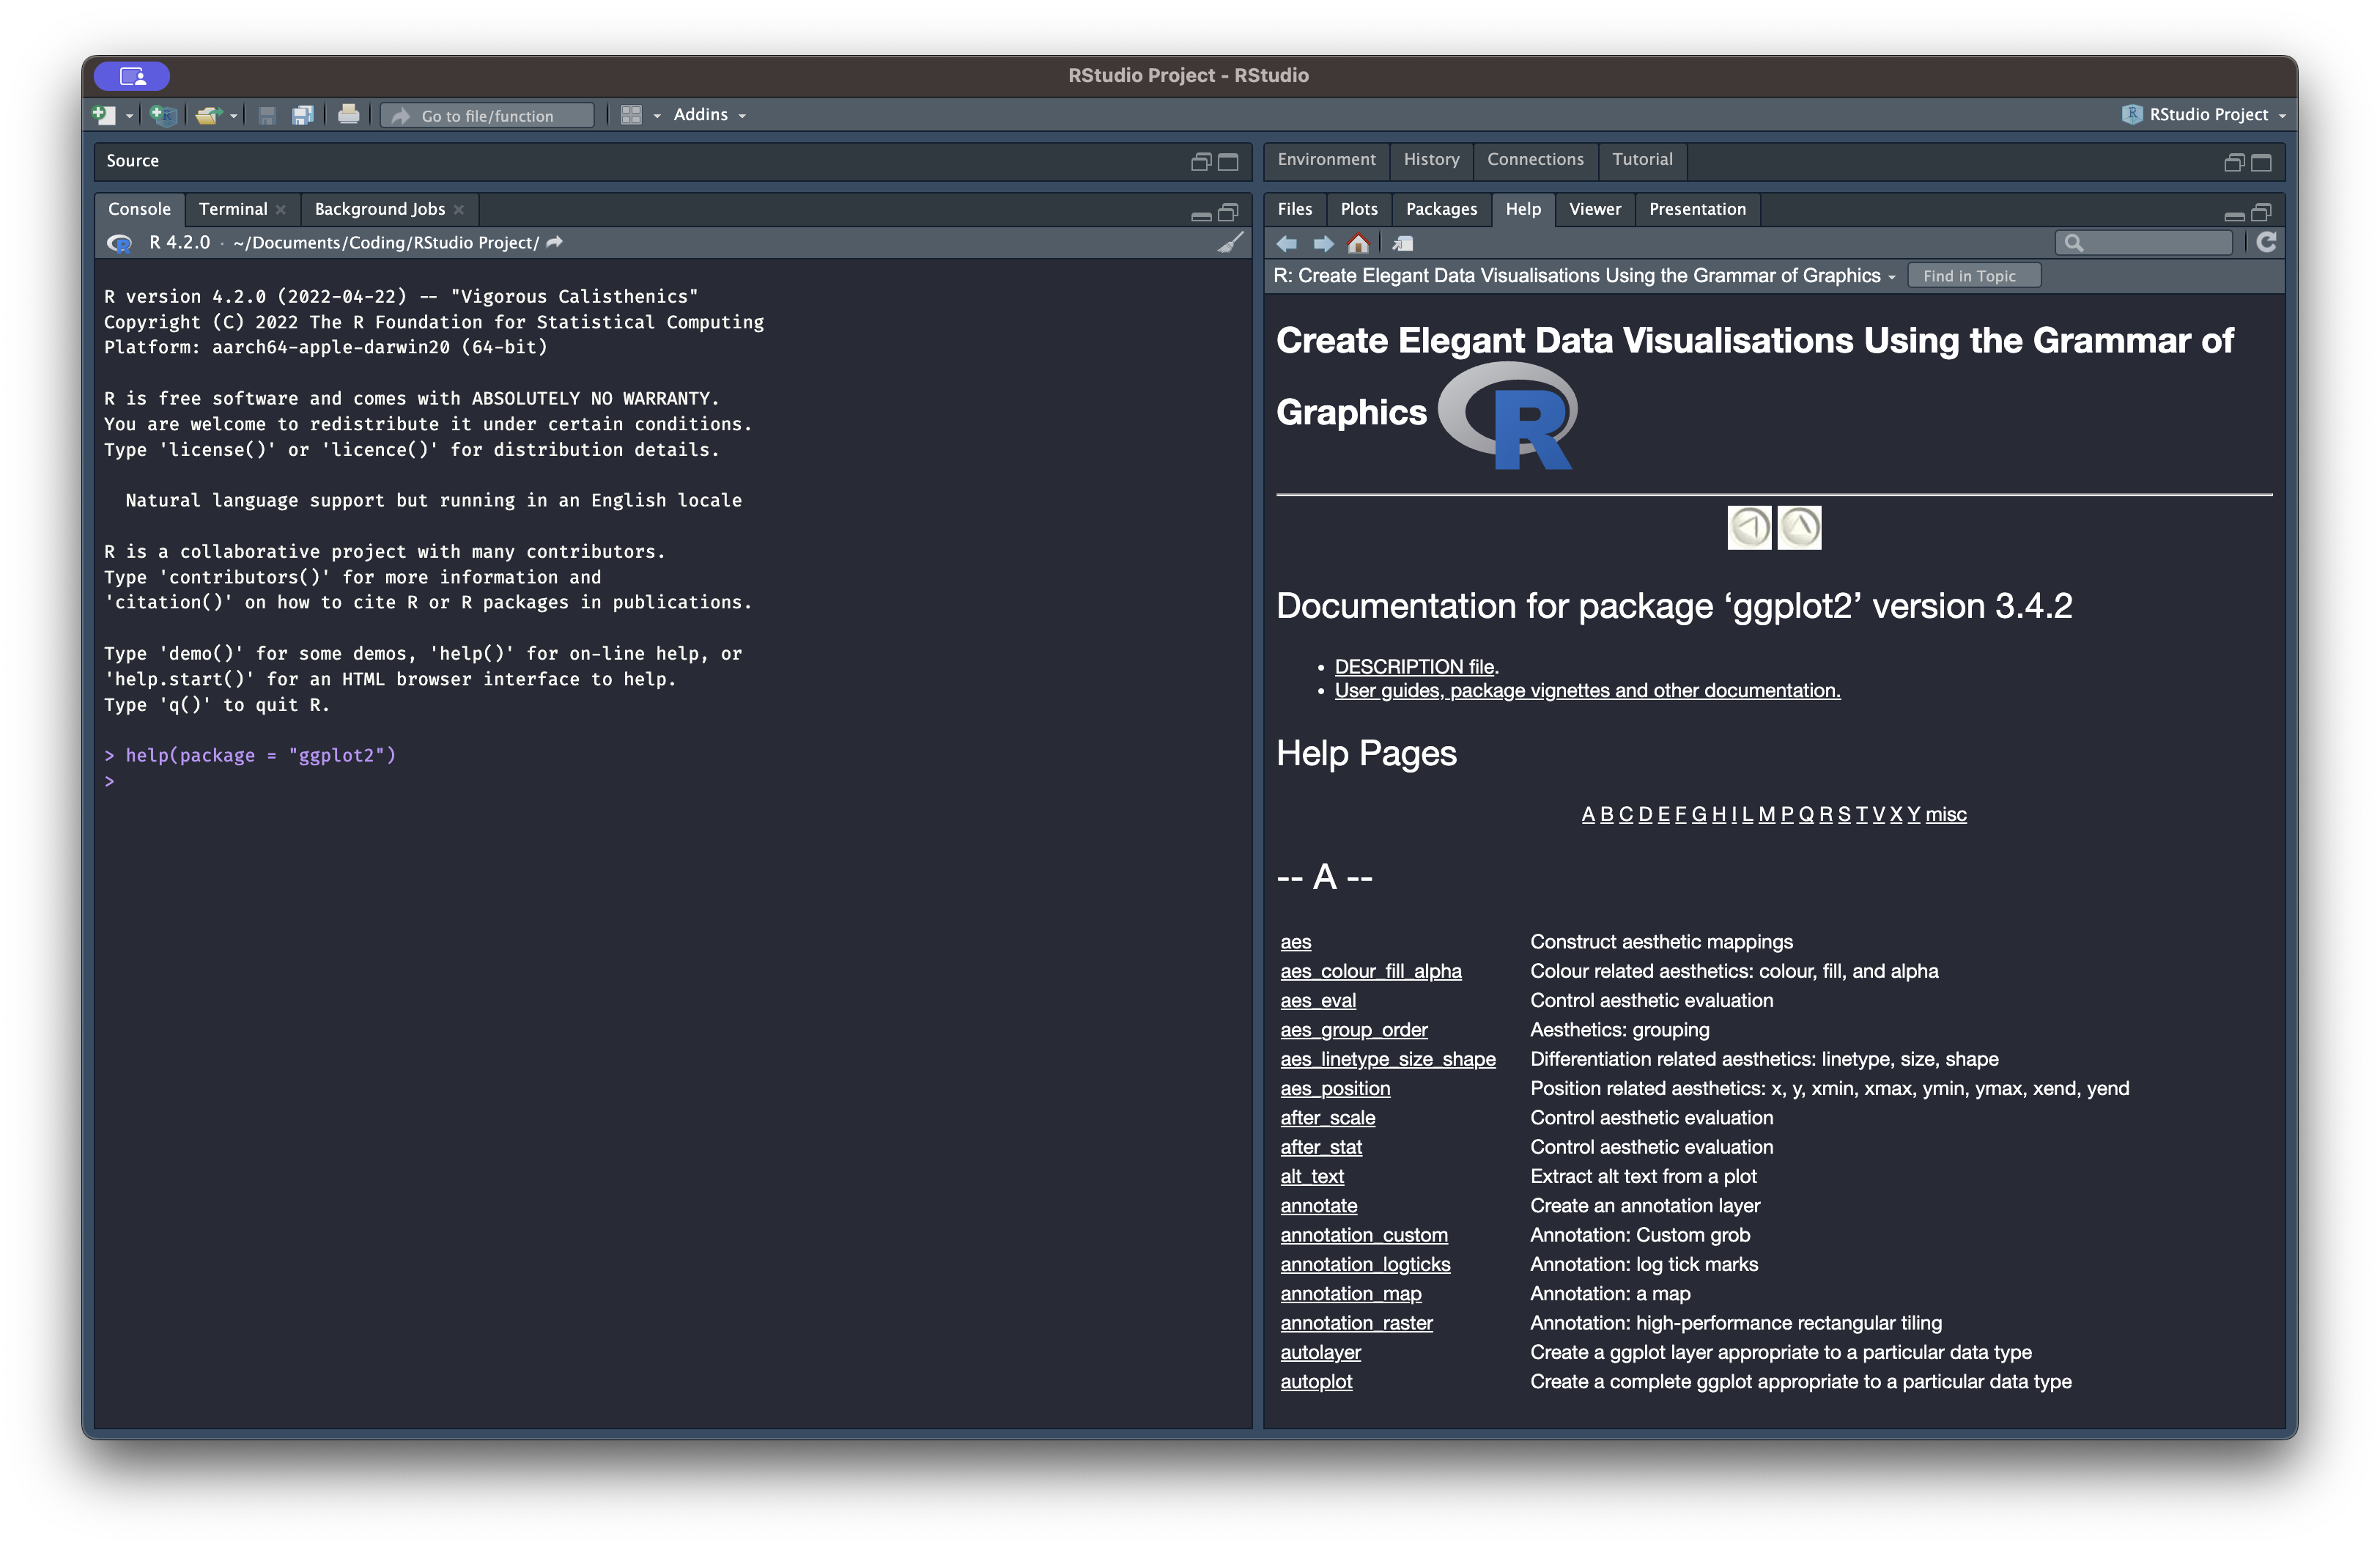 RStudio Project - RStudio
Go to file/function
Addins
RStudio Project
Source
Console
Terminal
Background Jobs
R 4.2.0 · ~/Documents/Coding/RStudio Project/
R version 4.2.0 (2022-04-22) -- "Vigorous Calisthenics"
Copyright (C) 2022 The R Foundation for Statistical Computing
Platform: aarch64-apple-darwin20 (64-bit)
R is free software and comes with ABSOLUTELY NO WARRANTY.
You are welcome to redistribute it under certain conditions.
Type 'license()' or 'licence()' for distribution details.
Natural language support but running in an English locale
R is a collaborative project with many contributors.
Type 'contributors()' for more information and
'citation()' on how to cite R or R packages in publications.
Type 'demo()' for some demos, 'help()' for on-line help, or
'help.start()' for an HTML browser interface to help.
Type 'q()' to quit R.
> help(package = "ggplot2")
>
Environment
History
Connections
Tutorial
Files
Plots
Packages
Help
Viewer
Presentation
R: Create Elegant Data Visualisations Using the Grammar of Graphics
Find in Topic
Create Elegant Data Visualisations Using the Grammar of
Graphics R
Documentation for package ‘ggplot2’ version 3.4.2
• DESCRIPTION file.
• User guides, package vignettes and other documentation.
Help Pages
A B C D E F G H I L M P Q R S T V X Y misc
-- A --
aes Construct aesthetic mappings
aes_colour_fill_alpha Colour related aesthetics: colour, fill, and alpha
aes_eval Control aesthetic evaluation
aes_group_order Aesthetics: grouping
aes_linetype_size_shape Differentiation related aesthetics: linetype, size, shape
aes_position Position related aesthetics: x, y, xmin, xmax, ymin, ymax, xend, yend
after_scale Control aesthetic evaluation
after_stat Control aesthetic evaluation
alt_text Extract alt text from a plot
annotate Create an annotation layer
annotation_custom Annotation: Custom grob
annotation_logticks Annotation: log tick marks
annotation_map Annotation: a map
annotation_raster Annotation: high-performance rectangular tiling
autolayer Create a ggplot layer appropriate to a particular data type
autoplot Create a complete ggplot appropriate to a particular data type